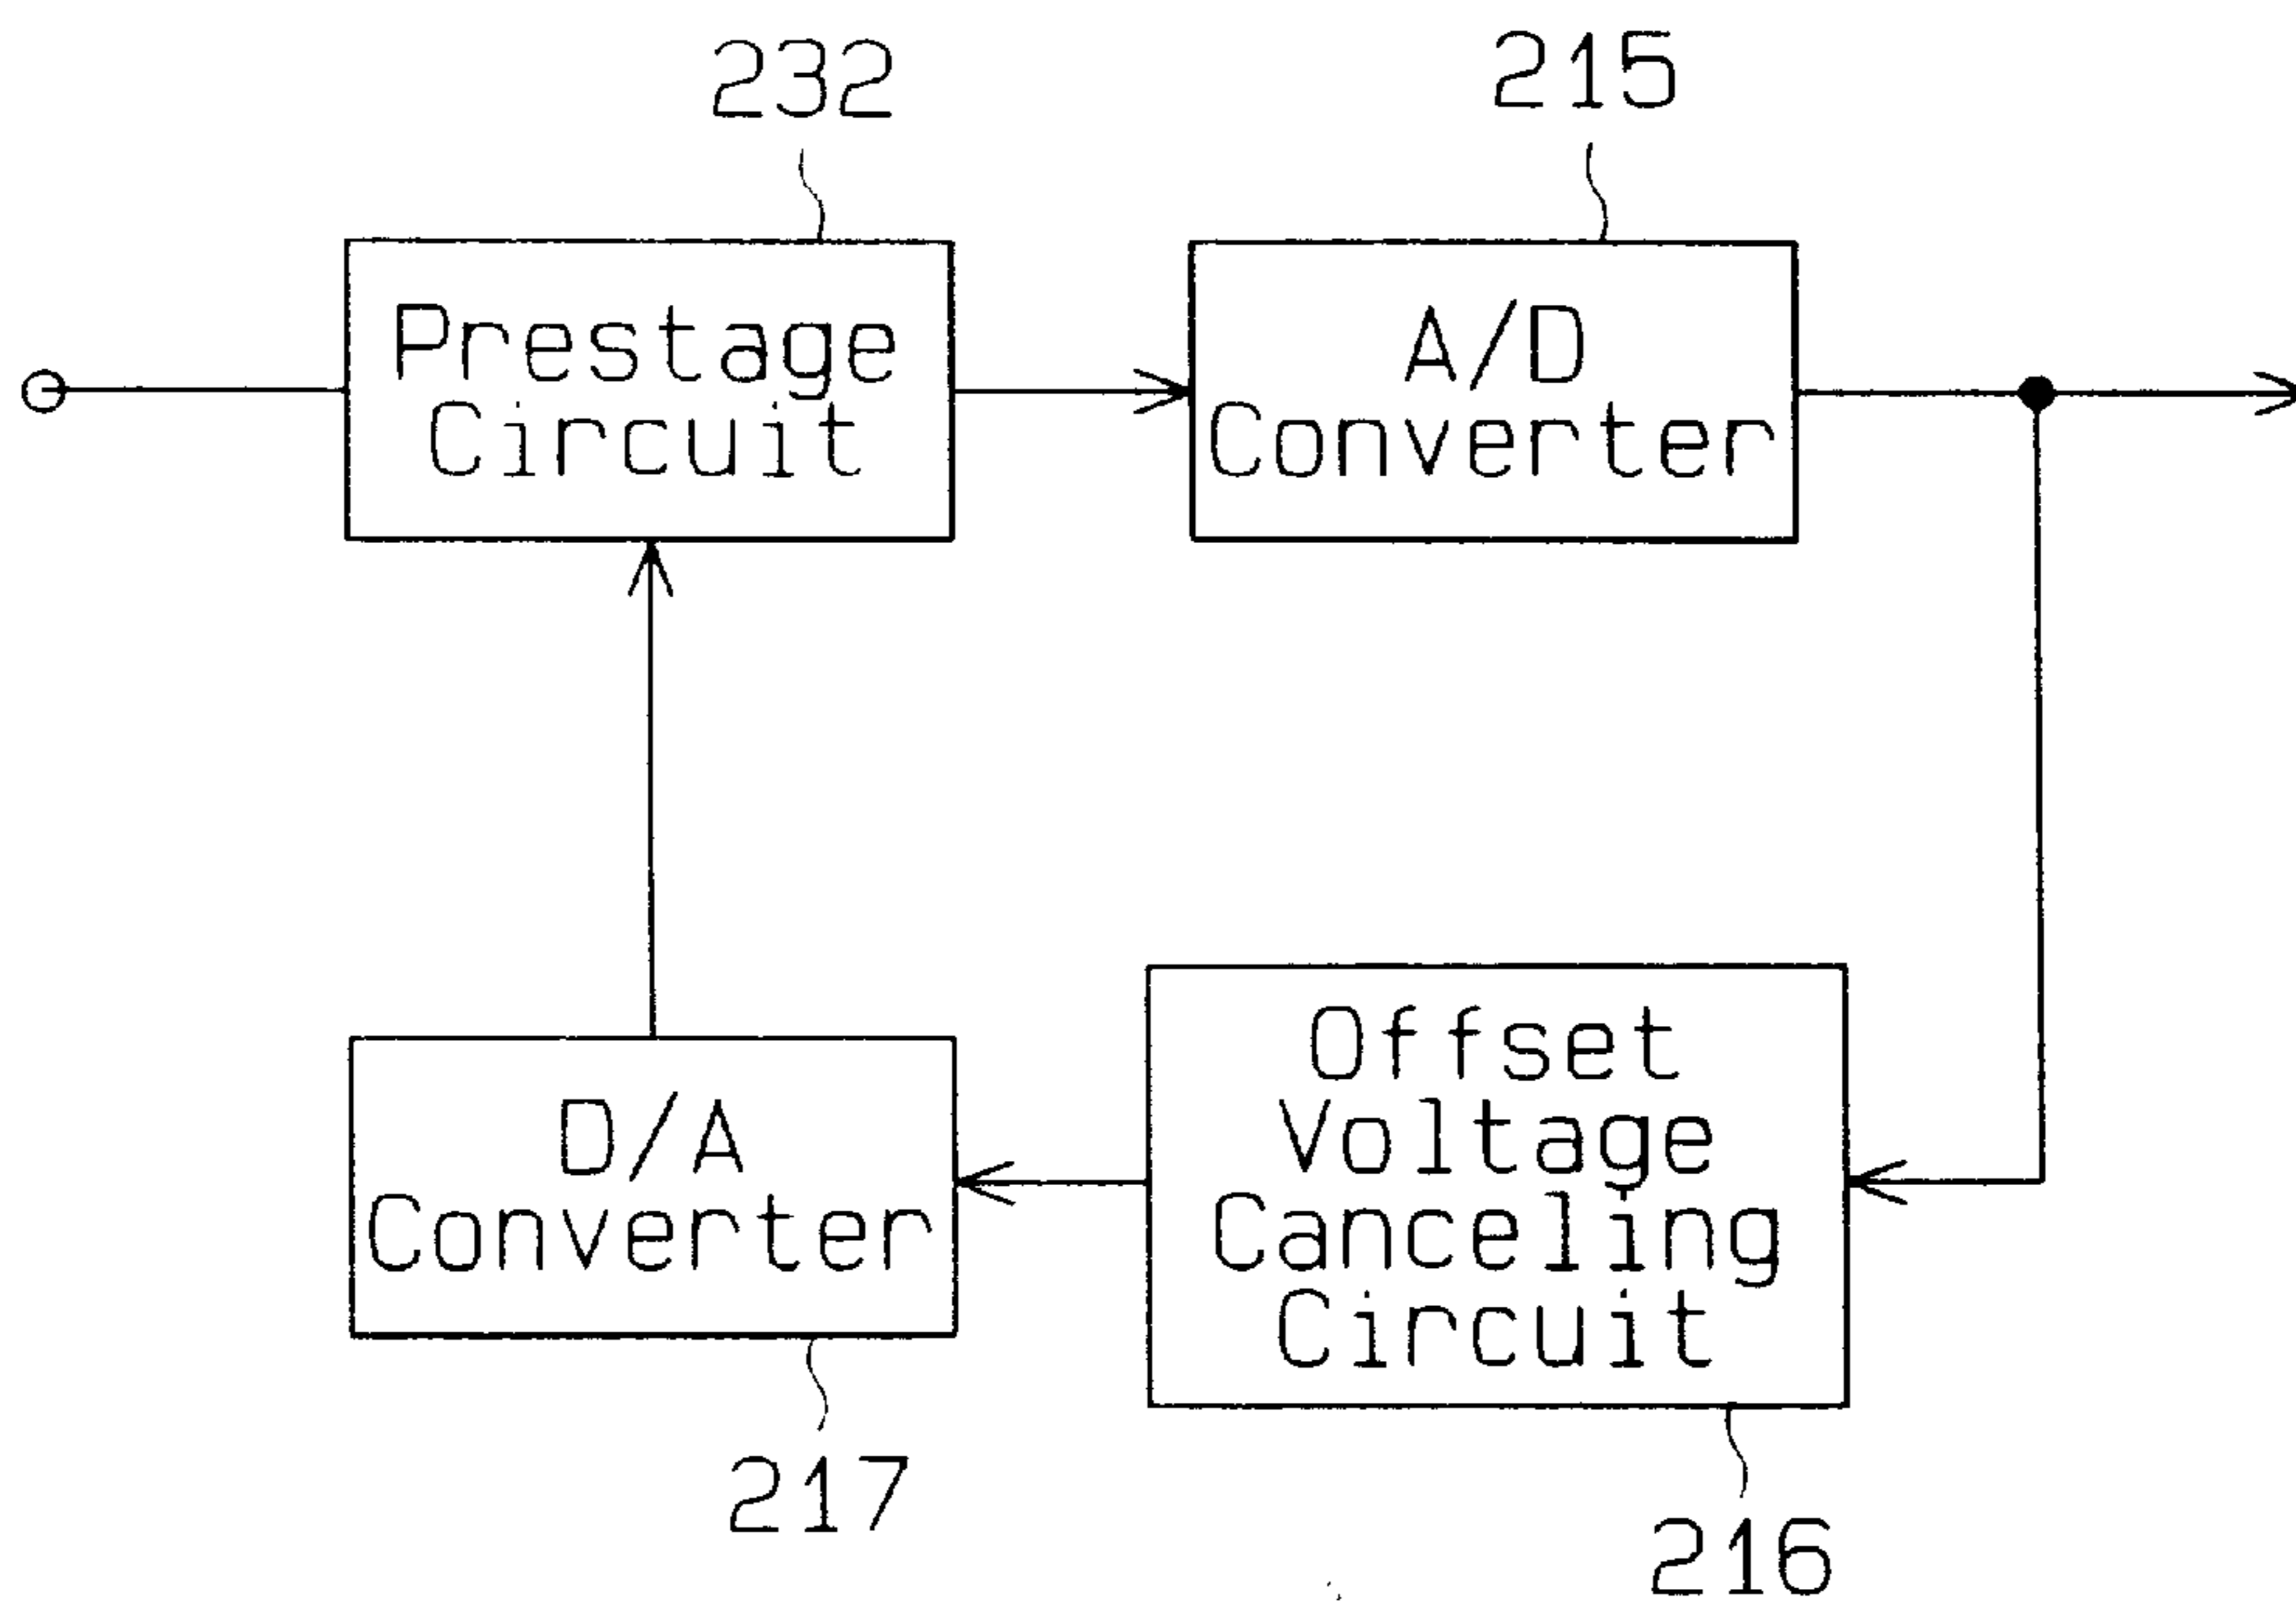 232
215
Prestage
Circuit
A/D
Converter
D/A
Converter
Offset
Voltage
Canceling
Circuit
217
216